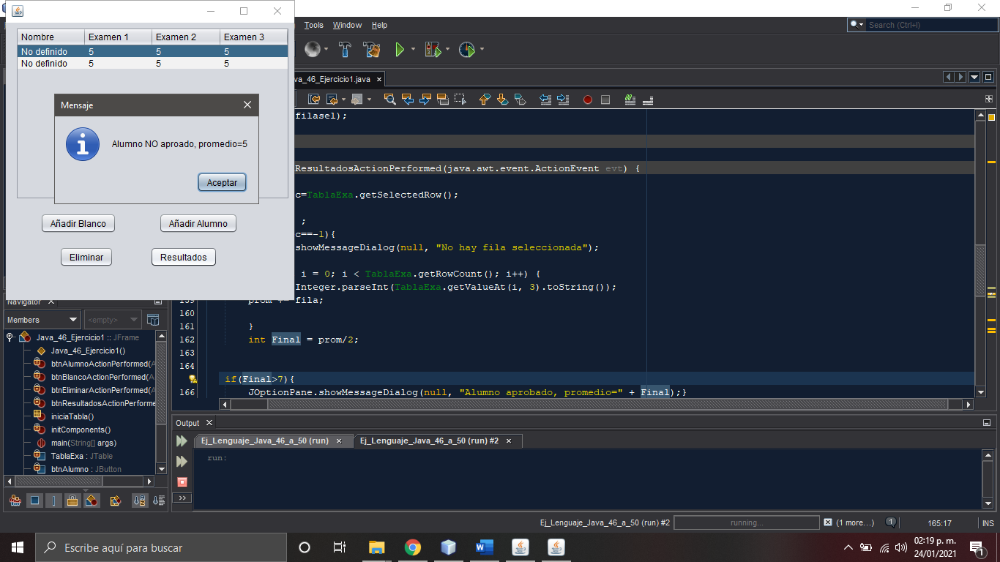 Tools Window Help
Search (Ctrl+I)
Nombre Examen 1 Examen 2 Examen 3
No definido 5 5 5
No definido 5 5 5
Mensaje
Alumno NO aproado, promedio=5
Aceptar
Añadir Blanco Añadir Alumno
Eliminar Resultados
va_46_Ejercicio1.java
filasel);
ResultadosActionPerformed(java.awt.event.ActionEvent evt) {
c=TablaExa.getSelectedRow();
;
c==-1){
showMessageDialog(null, "No hay fila seleccionada");
i = 0; i < TablaExa.getRowCount(); i++) {
Integer.parseInt(TablaExa.getValueAt(i, 3).toString());
159 prom += fila;
160
161 }
162 int Final = prom/2;
163
164
if(Final>7){
166 JOptionPane.showMessageDialog(null, "Alumno aprobado, promedio=" + Final);}
Navigator
Members <empty>
Java_46_Ejercicio1 :: JFrame
Java_46_Ejercicio1()
btnAlumnoActionPerformed(A
btnBlancoActionPerformed(A
btnEliminarActionPerformed(A
btnResultadosActionPerforme
iniciaTabla()
initComponents()
main(String[] args)
TablaExa : JTable
btnAlumno : JButton
Output
Ej_Lenguaje_Java_46_a_50 (run) Ej_Lenguaje_Java_46_a_50 (run) #2
run:
>>
Ej_Lenguaje_Java_46_a_50 (run) #2 running... (1 more...) 1 165:17 INS
Escribe aquí para buscar
02:19 p. m.
24/01/2021
1